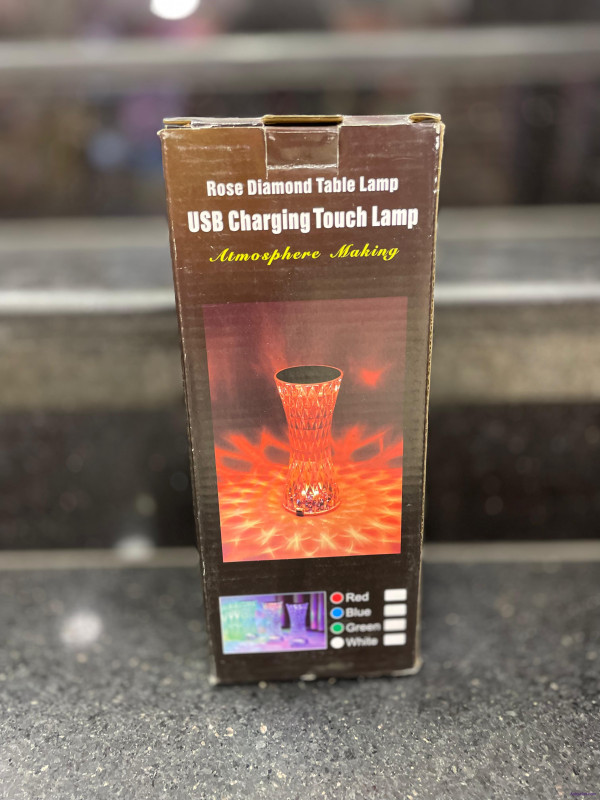 Rose Diamond Table Lamp
USB Charging Touch Lamp
Atmosphere Making
Red
Blue
Green
White